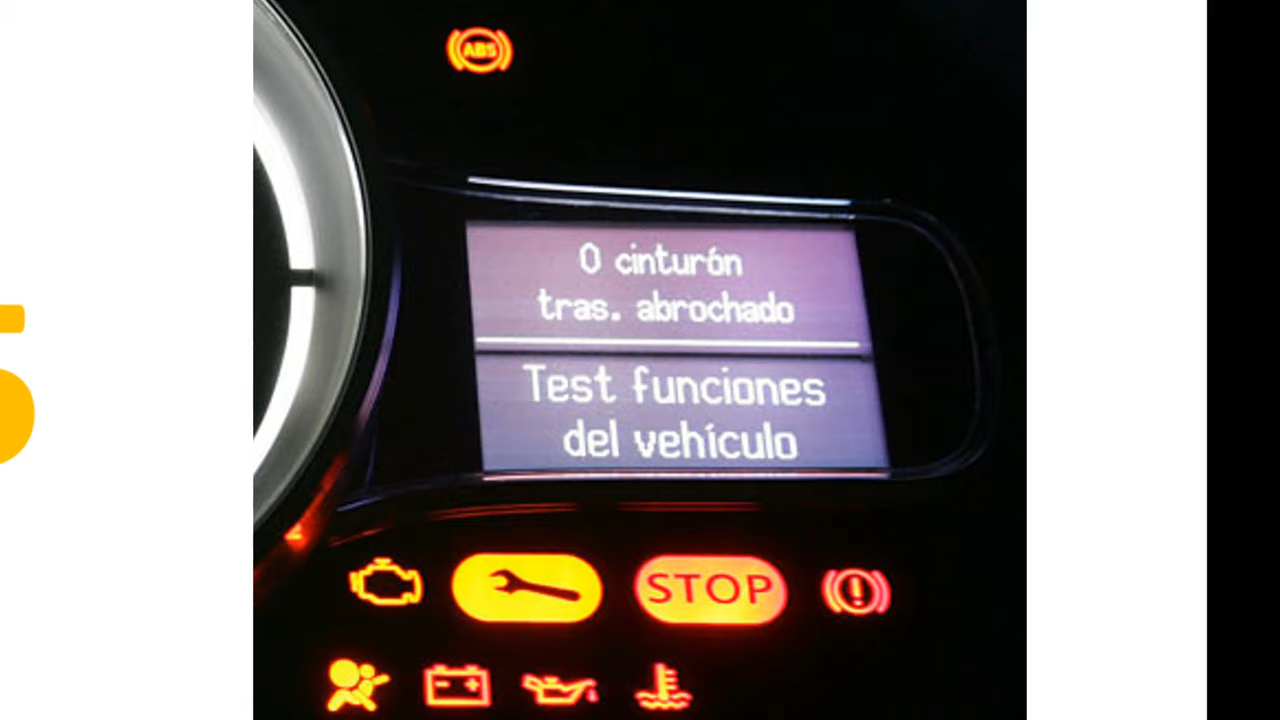 ABS
0 cinturón
tras. abrochado
Test funciones
del vehículo
STOP